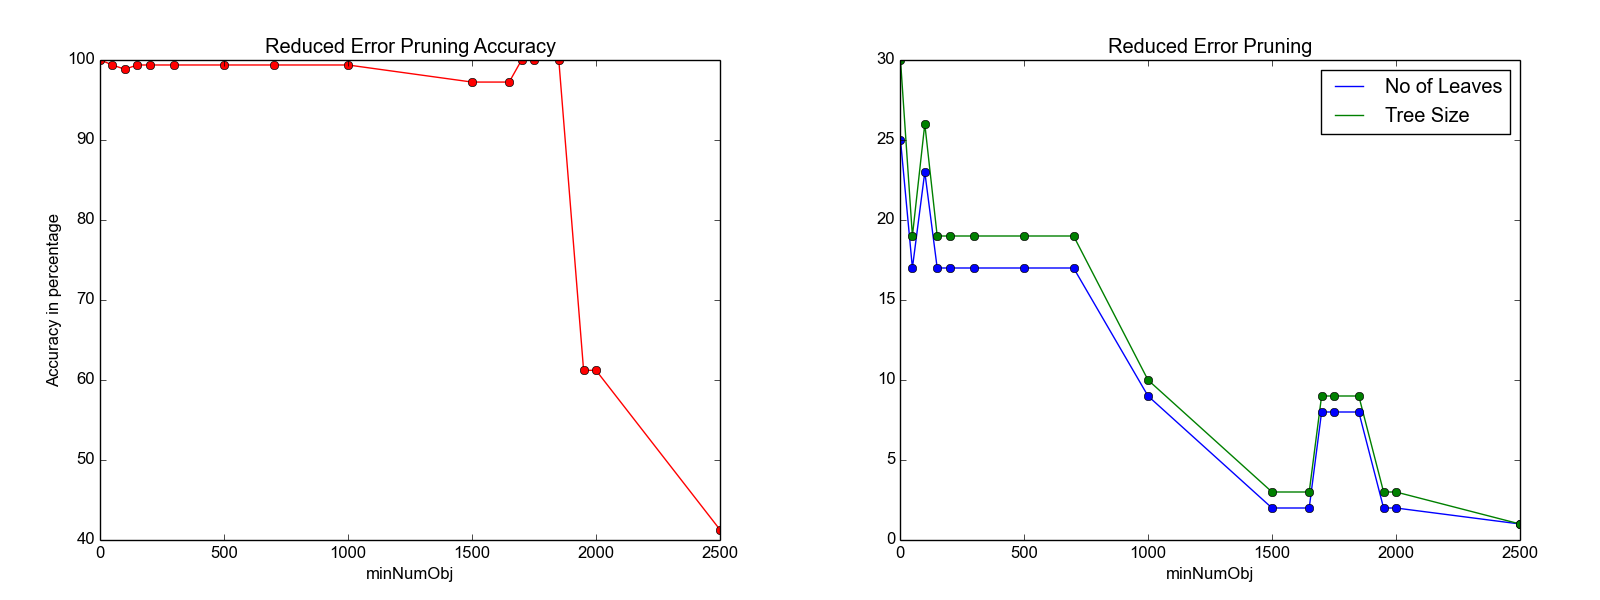 Reduced Error Pruning Accuracy
100
90
80
70
60
50
40
Accuracy in percentage
0 500 1000 1500 2000 2500
minNumObj
Reduced Error Pruning
30
25
20
15
10
5
0
No of Leaves
Tree Size
0 500 1000 1500 2000 2500
minNumObj